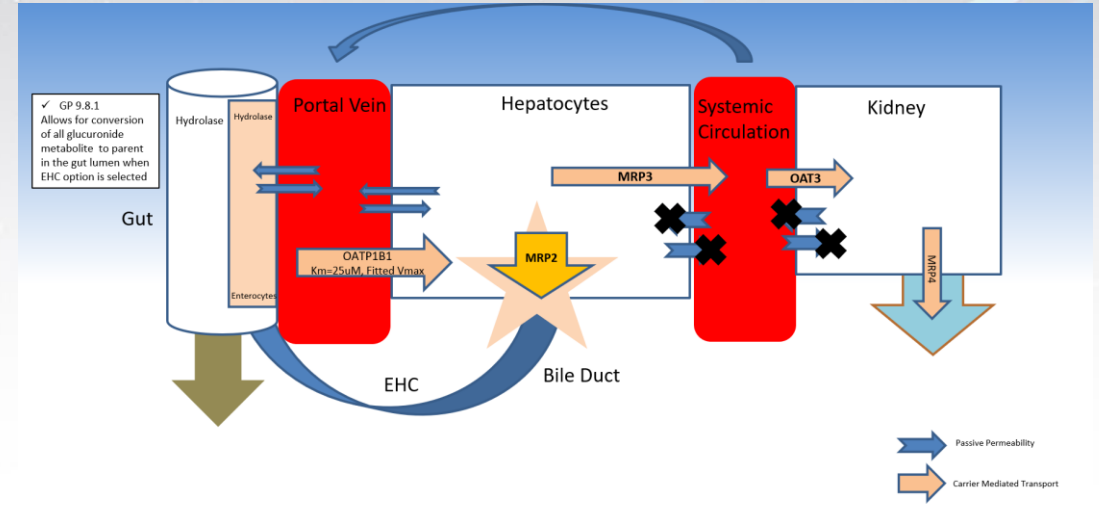 ✓ GP 9.8.1
Allows for conversion
of all glucuronide
metabolite to parent
in the gut lumen when
EHC option is selected
Gut
Hydrolase
Hydrolase
Enterocytes
Portal Vein
OATP1B1
Km=25uM, Fitted Vmax
Hepatocytes
MRP3
MRP2
EHC
Bile Duct
Systemic
Circulation
OAT3
Kidney
MRP4
Passive Permeability
Carrier Mediated Transport